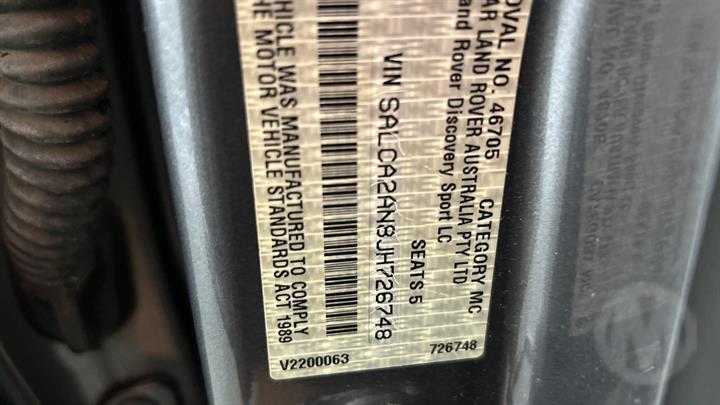 OVAL NO. 46705 CATEGORY MC
AR LAND ROVER AUSTRALIA PTY LTD
and Rover Discovery Sport LC
SEATS 5
VIN SALCA2AN8JH726748
EHICLE WAS MANUFACTURED TO COMPLY
HE MOTOR VEHICLE STANDARDS ACT 1989
V2200063 726748